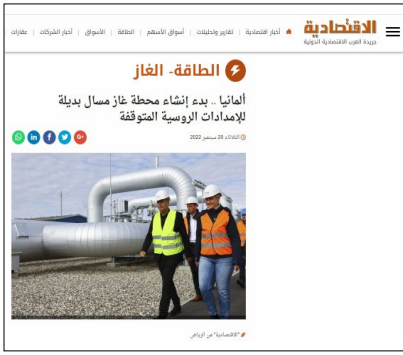 الاقتصادية
جريدة العرب الاقتصادية الدولية
أخبار اقتصادية | تقارير وتحليلات | أسواق الأسهم | الطاقة | الأسواق | أخبار الشركات | عقارات
الطاقة- الغاز
ألمانيا .. بدء إنشاء محطة غاز مسال بديلة
للإمدادات الروسية المتوقفة
الثلاثاء 20 سبتمبر 2022
"الاقتصادية" من الرياض